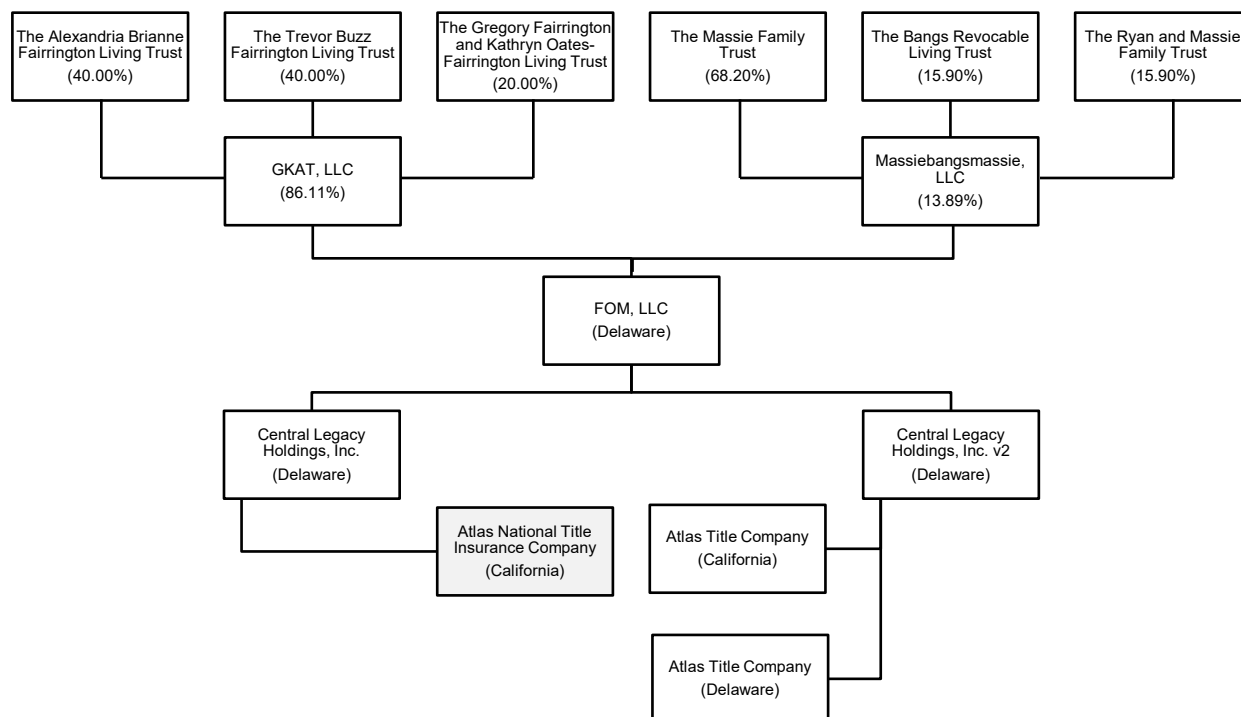 The Alexandria Brianne
Fairrington Living Trust
(40.00%)
The Trevor Buzz
Fairrington Living Trust
(40.00%)
The Gregory Fairrington
and Kathryn Oates-
Fairrington Living Trust
(20.00%)
The Massie Family
Trust
(68.20%)
The Bangs Revocable
Living Trust
(15.90%)
The Ryan and Massie
Family Trust
(15.90%)
GKAT, LLC
(86.11%)
Massiebangsmassie,
LLC
(13.89%)
FOM, LLC
(Delaware)
Central Legacy
Holdings, Inc.
(Delaware)
Central Legacy
Holdings, Inc. v2
(Delaware)
Atlas National Title
Insurance Company
(California)
Atlas Title Company
(California)
Atlas Title Company
(Delaware)